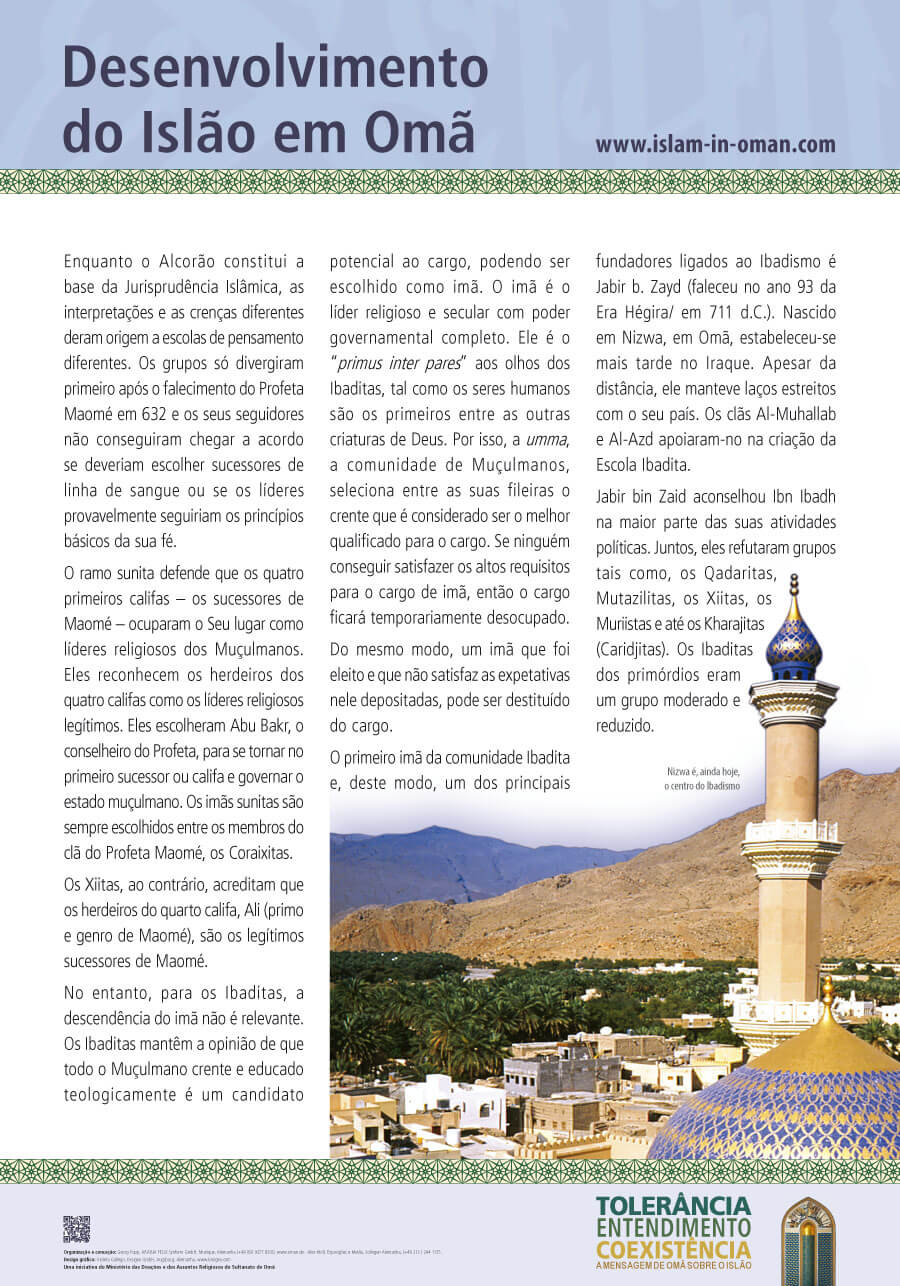 Desenvolvimento
do Islão em Omã
www.islam-in-oman.com
Enquanto o Alcorão constitui a
base da Jurisprudência Islâmica, as
interpretações e as crenças diferentes
deram origem a escolas de pensamento
diferentes. Os grupos só divergiram
primeiro após o falecimento do Profeta
Maomé em 632 e os seus seguidores
não conseguiram chegar a acordo
se deveriam escolher sucessores de
linha de sangue ou se os líderes
provavelmente seguiriam os princípios
básicos da sua fé.
O ramo sunita defende que os quatro
primeiros califas – os sucessores de
Maomé – ocuparam o Seu lugar como
líderes religiosos dos Muçulmanos.
Eles reconhecem os herdeiros dos
quatro califas como os líderes religiosos
legítimos. Eles escolheram Abu Bakr, o
conselheiro do Profeta, para se tornar no
primeiro sucessor ou califa e governar o
estado muçulmano. Os imãs sunitas são
sempre escolhidos entre os membros do
clã do Profeta Maomé, os Coraixitas.
Os Xiitas, ao contrário, acreditam que
os herdeiros do quarto califa, Ali (primo
e genro de Maomé), são os legítimos
sucessores de Maomé.
No entanto, para os Ibadítas, a
descendência do imã não é relevante.
Os Ibaditas mantêm a opinião de que
todo o Muçulmano crente e educado
teologicamente é um candidato
potencial ao cargo, podendo ser
escolhido como imã. O imã é o
líder religioso e secular com poder
governamental completo. Ele é o
"primus inter pares" aos olhos dos
Ibaditas, tal como os seres humanos
são os primeiros entre as outras
criaturas de Deus. Por isso, a umma,
a comunidade de Muçulmanos,
seleciona entre as suas fileiras o
crente que é considerado ser o melhor
qualificado para o cargo. Se ninguém
conseguir satisfazer os altos requisitos
para o cargo de imã, então o cargo
ficará temporariamente desocupado.
Do mesmo modo, um imã que foi
eleito e que não satisfaz as expetativas
nele depositadas, pode ser destituído
do cargo.
O primeiro imã da comunidade Ibadita
e, deste modo, um dos principais
fundadores ligados ao Ibadismo é
Jabir b. Zayd (faleceu no ano 93 da
Era Hégira/ em 711 d.C.). Nascido
em Nizwa, em Omã, estabeleceu-se
mais tarde no Iraque. Apesar da
distância, ele manteve laços estreitos
com o seu país. Os clãs Al-Muhallab
e Al-Azd apoiaram-no na criação da
Escola Ibadita.
Jabir bin Zaid aconselhou Ibn Ibadh
na maior parte das suas atividades
políticas. Juntos, eles refutaram grupos
tais como, os Qadaritas,
Mutazilitas, os Xiitas, os
Muriistas e até os Kharajitas
(Caridjitas). Os Ibaditas
dos primórdios eram
um grupo moderado e
reduzido.
Nizwa é, ainda hoje,
o centro do Ibadismo
TOLERÂNCIA
ENTENDIMENTO
COEXISTÊNCIA
A MENSAGEM DE OMÃ SOBRE O ISLÃO
Organização e conceção: Georg Popp,
Design gráfico:
Uma iniciativa do Ministério das Doações e dos Assuntos Religiosos do Sultanato de Omã